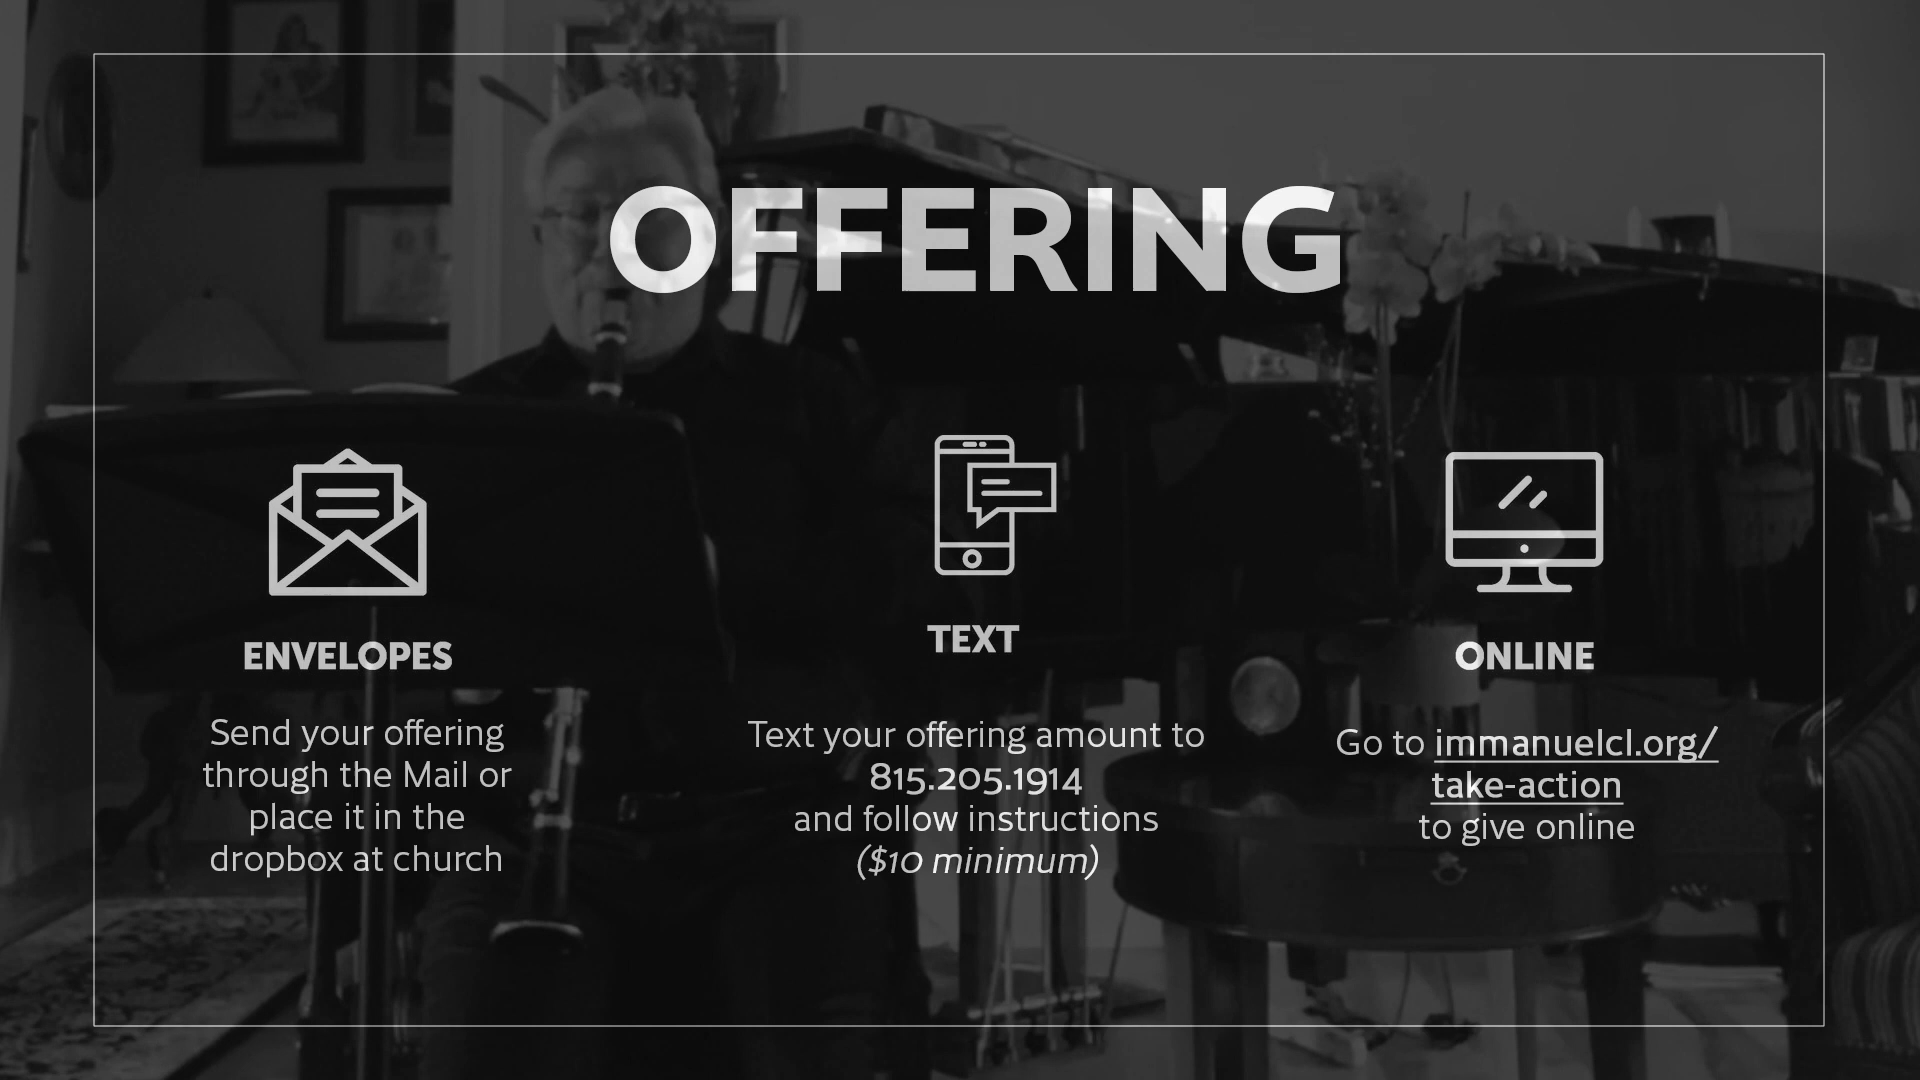 OFFERING
ENVELOPES
Send your offering
through the Mail or
place it in the
dropbox at church
TEXT
Text your offering amount to
815.205.1914
and follow instructions
($10 minimum)
ONLINE
Go to immanuelcl.org/
take-action
to give online